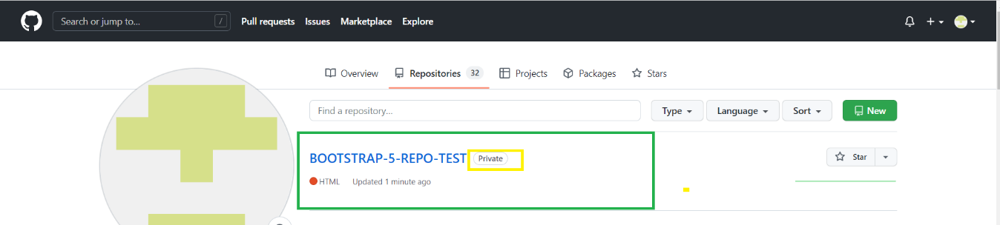 Search or jump to... /
Pull requests Issues Marketplace Explore
Overview Repositories 32 Projects Packages Stars
Find a repository... Type Language Sort New
BOOTSTRAP-5-REPO-TEST Private Star
HTML Updated 1 minute ago